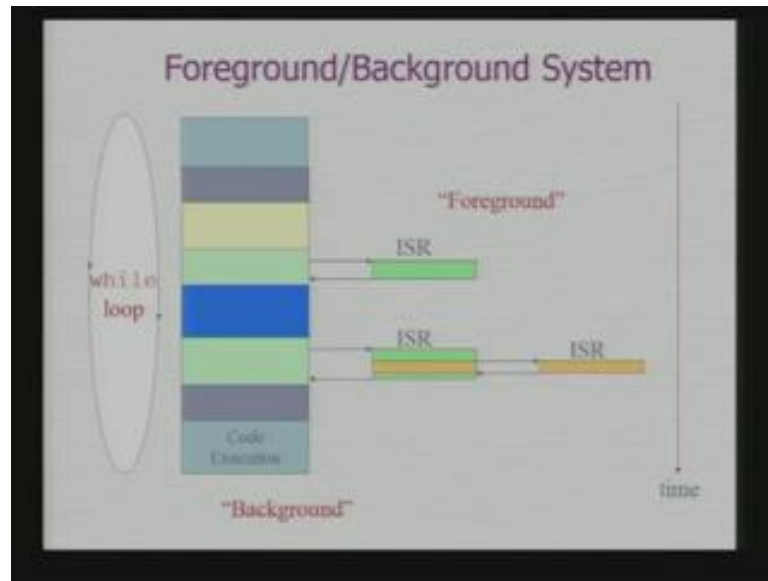 Foreground/Background System
"Foreground"
ISR
while
loop
ISR
ISR
Code
Execution
time
"Background"